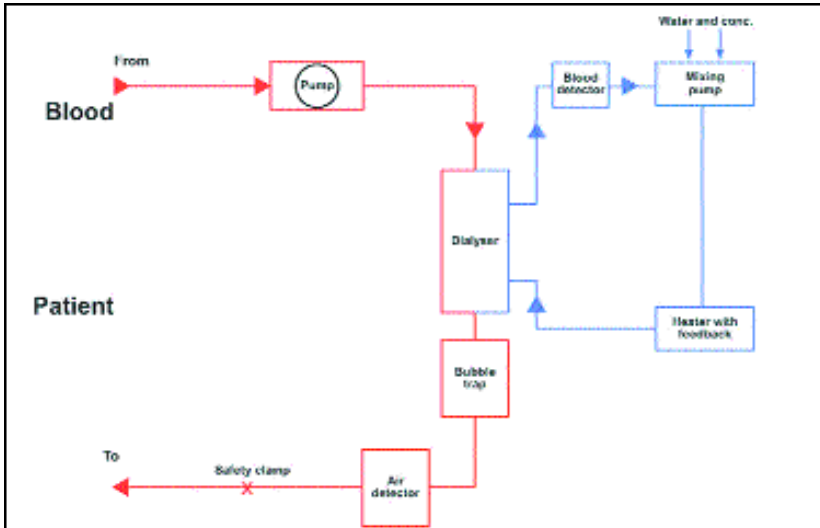 Water and conc.
From
Pump
Blood
detector
Mixing
pump
Blood
Dialyser
Patient
Heater with
feedback
Bubble
trap
To
Safety clamp
Air
detector